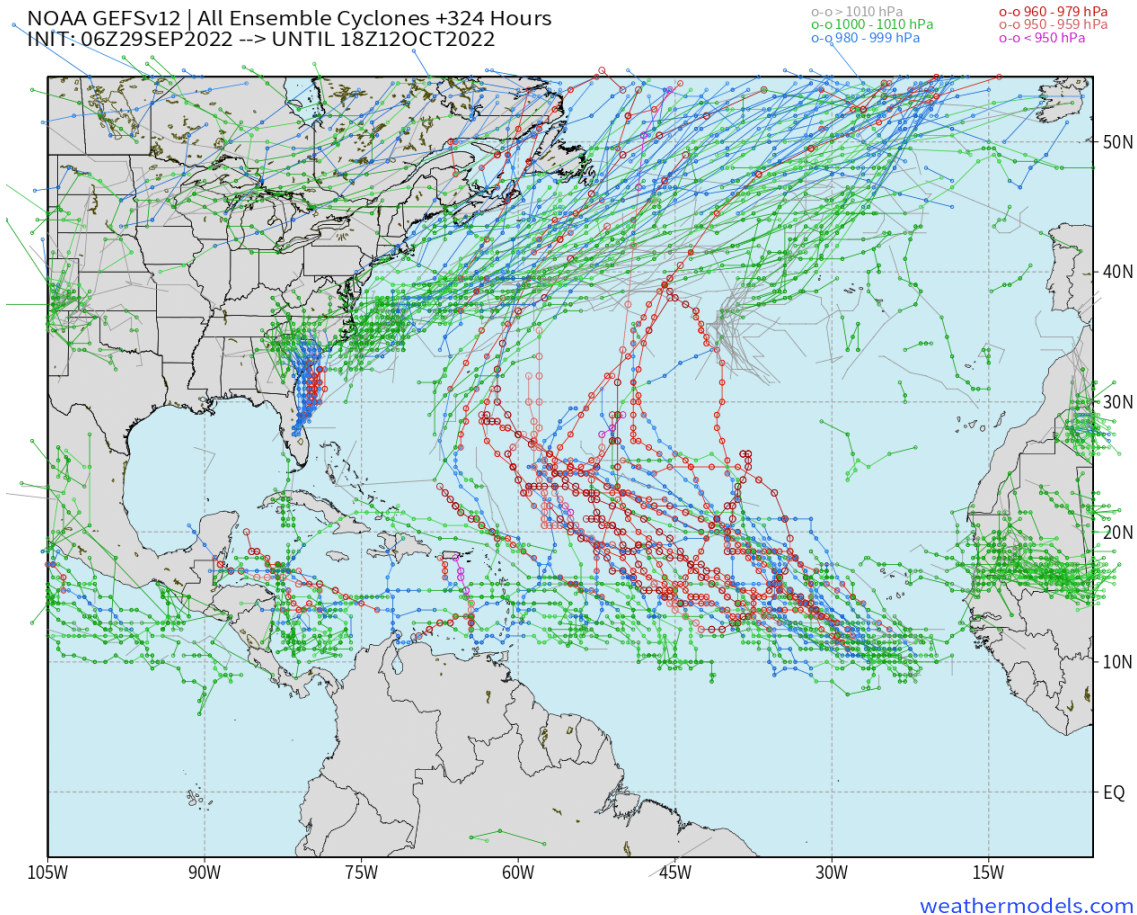 NOAA GEFSv12 | All Ensemble Cyclones +324 Hours
INIT: 06Z29SEP2022 --> UNTIL 18Z12OCT2022
o-o > 1010 hPa
o-o 1000 - 1010 hPa
o-o 980 - 999 hPa
o-o 960 - 979 hPa
o-o 950 - 959 hPa
o-o < 950 hPa
50N
40N
30N
20N
10N
EQ
105W 90W 75W 60W 45W 30W 15W
weathermodels.com